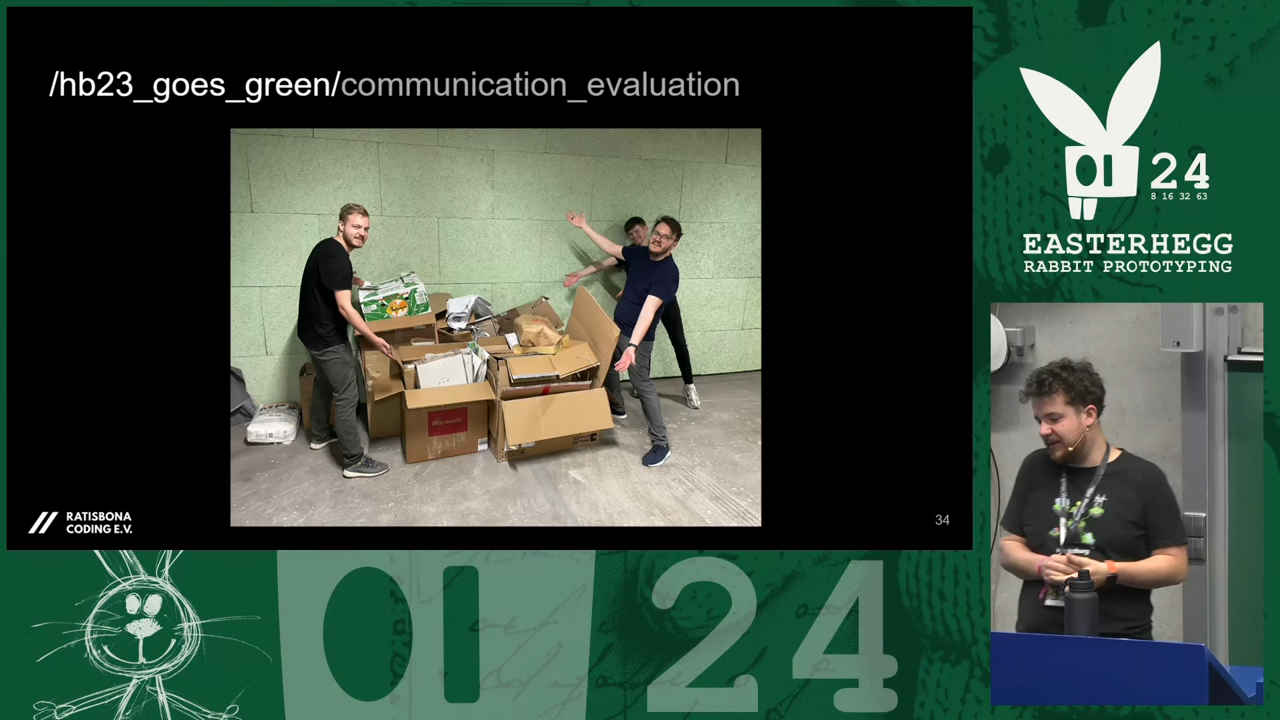 /hb23_goes_green/communication_evaluation
RATISBONA
CODING E.V.
34
24
8 16 32 63
EASTERHEGG
RABBIT PROTOTYPING
24